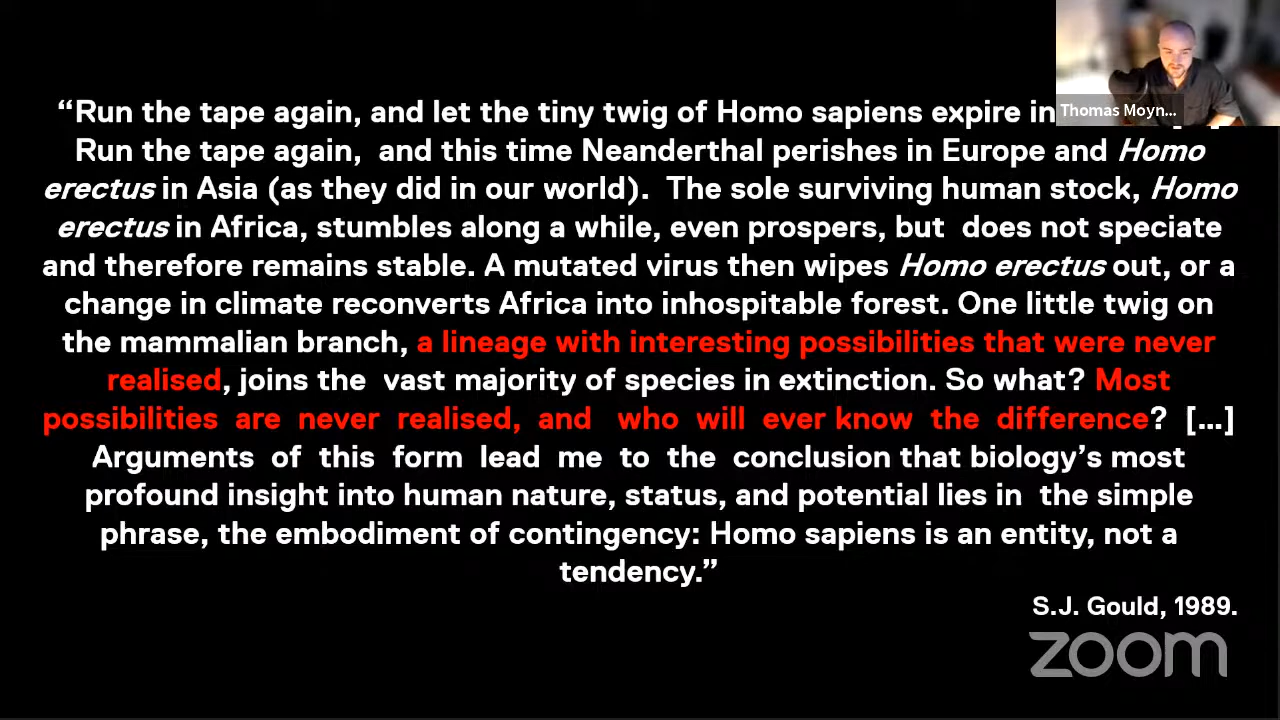 “Run the tape again, and let the tiny twig of Homo sapiens expire in
Run the tape again, and this time Neanderthal perishes in Europe and Homo
erectus in Asia (as they did in our world). The sole surviving human stock, Homo
erectus in Africa, stumbles along a while, even prospers, but does not speciate
and therefore remains stable. A mutated virus then wipes Homo erectus out, or a
change in climate reconverts Africa into inhospitable forest. One little twig on
the mammalian branch, a lineage with interesting possibilities that were never
realised, joins the vast majority of species in extinction. So what? Most
possibilities are never realised, and who will ever know the difference? [...]
Arguments of this form lead me to the conclusion that biology’s most
profound insight into human nature, status, and potential lies in the simple
phrase, the embodiment of contingency: Homo sapiens is an entity, not a
tendency.”
S.J. Gould, 1989.
Thomas Moyn...
zoom